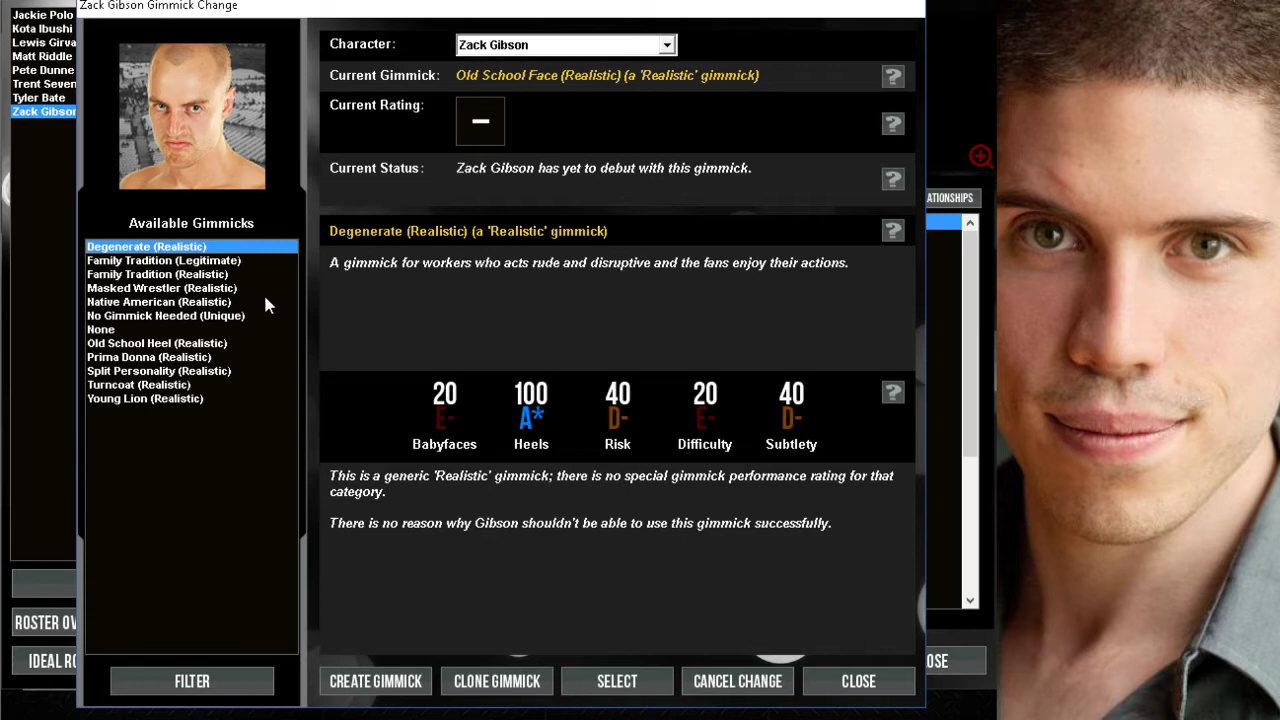 Zack Gibson Gimmick Change
Jackie Polo
Kota Ibushi
Lewis Girva
Matt Riddle
Pete Dunne
Trent Seven
Tyler Bate
Zack Gibson
Character:
Zack Gibson
Current Gimmick:
Old School Face (Realistic) (a 'Realistic' gimmick)
?
Current Rating:
?
Current Status:
Zack Gibson has yet to debut with this gimmick.
?
ATIONSHIPS
Available Gimmicks
Degenerate (Realistic)
Family Tradition (Legitimate)
Family Tradition (Realistic)
Masked Wrestler (Realistic)
Native American (Realistic)
No Gimmick Needed (Unique)
None
Old School Heel (Realistic)
Prima Donna (Realistic)
Split Personality (Realistic)
Turncoat (Realistic)
Young Lion (Realistic)
Degenerate (Realistic) (a 'Realistic' gimmick)
?
A gimmick for workers who acts rude and disruptive and the fans enjoy their actions.
20 100 40 20 40
?
E- A* D- E- D-
Babyfaces Heels Risk Difficulty Subtlety
This is a generic 'Realistic' gimmick; there is no special gimmick performance rating for that
category.
There is no reason why Gibson shouldn't be able to use this gimmick successfully.
ROSTER OV
IDEAL RO
OSE
FILTER
CREATE GIMMICK
CLONE GIMMICK
SELECT
CANCEL CHANGE
CLOSE